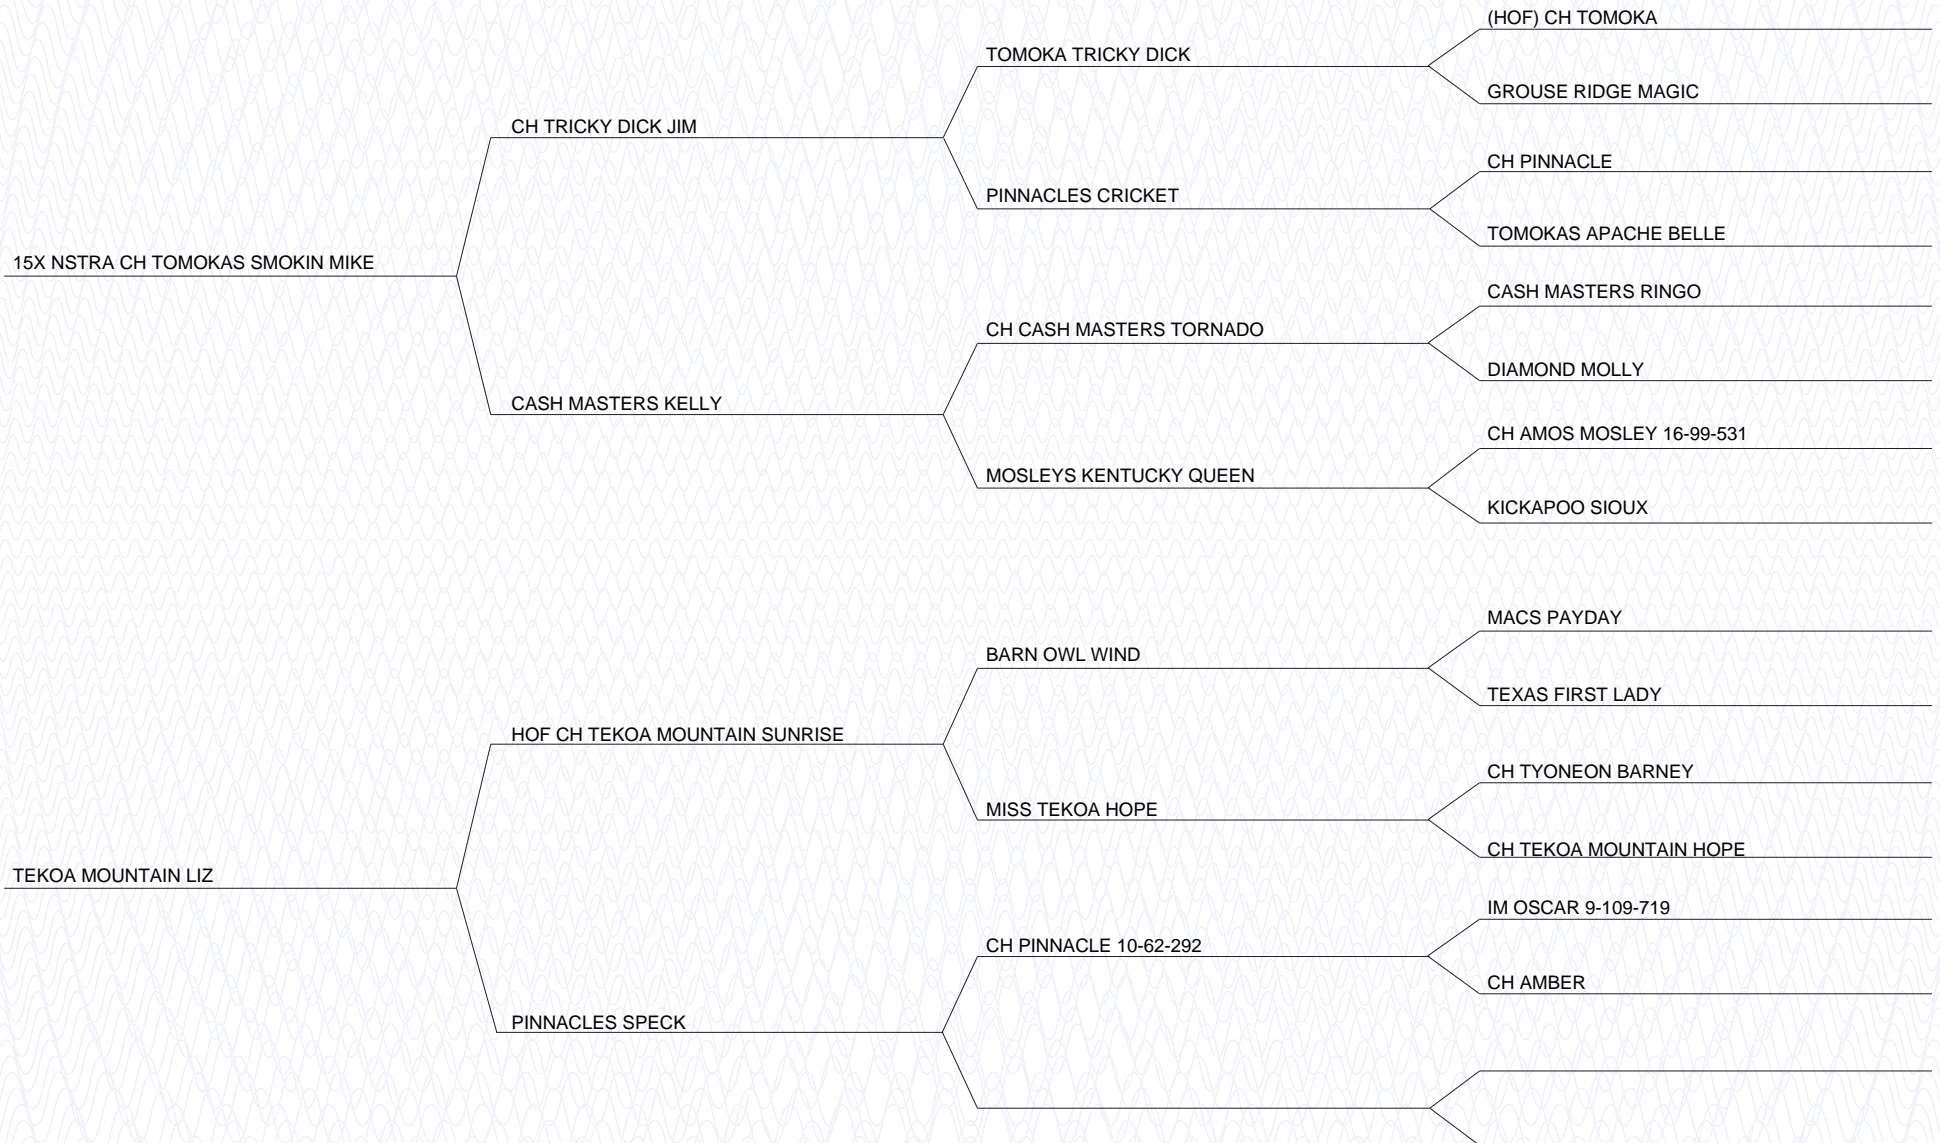 (HOF) CH TOMOKA
TOMOKA TRICKY DICK
GROUSE RIDGE MAGIC
CH TRICKY DICK JIM
CH PINNACLE
PINNACLES CRICKET
TOMOKAS APACHE BELLE
15X NSTRA CH TOMOKAS SMOKIN MIKE
CASH MASTERS RINGO
CH CASH MASTERS TORNADO
DIAMOND MOLLY
CASH MASTERS KELLY
CH AMOS MOSLEY 16-99-531
MOSLEYS KENTUCKY QUEEN
KICKAPOO SIOUX
MACS PAYDAY
BARN OWL WIND
TEXAS FIRST LADY
HOF CH TEKOA MOUNTAIN SUNRISE
CH TYONEON BARNEY
MISS TEKOA HOPE
CH TEKOA MOUNTAIN HOPE
TEKOA MOUNTAIN LIZ
IM OSCAR 9-109-719
CH PINNACLE 10-62-292
CH AMBER
PINNACLES SPECK